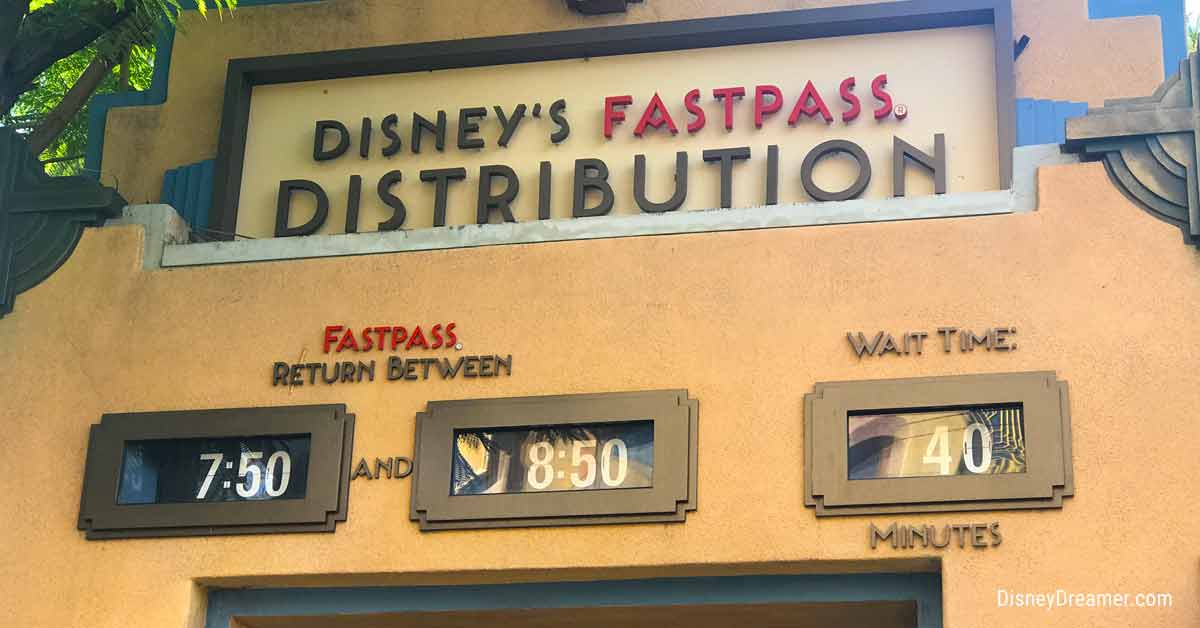 DISNEY'S FASTPASS®
DISTRIBUTION
FASTPASS®
RETURN BETWEEN
7:50 AND 8:50
WAIT TIME:
40
MINUTES
DisneyDreamer.com